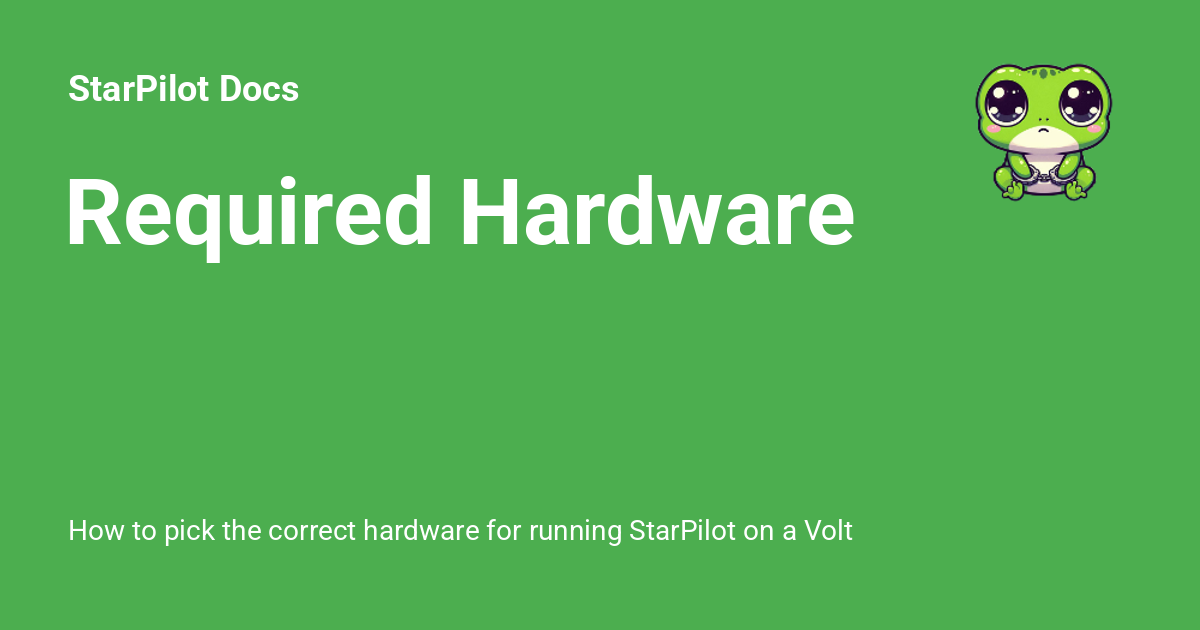 StarPilot Docs
Required Hardware
How to pick the correct hardware for running StarPilot on a Volt